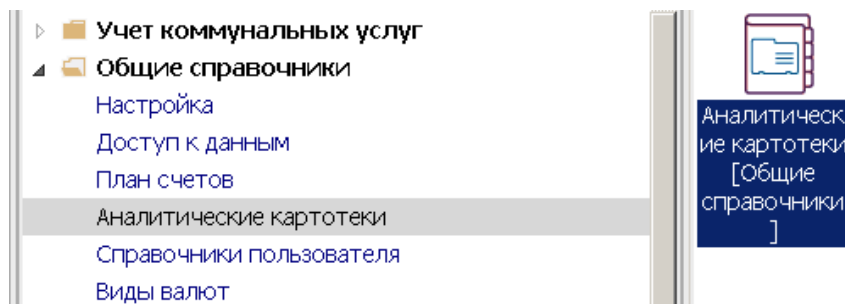 Учет коммунальных услуг
Общие справочники
Настройка
Доступ к данным
План счетов
Аналитические картотеки
Справочники пользователя
Виды валют
Аналитическ
ие картотеки
[Общие
справочники
]